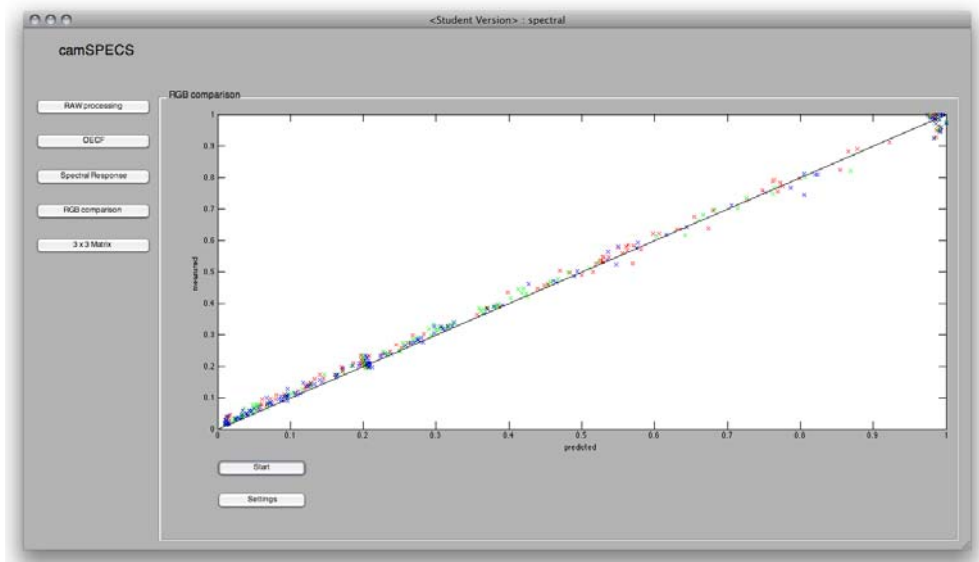 <Student Version> : spectral
camSPECS
RAW processing
OECF
Spectral Response
RGB comparison
3 x 3 Matrix
RGB comparison
1
0.9
0.8
0.7
0.6
0.5
0.4
0.3
0.2
0.1
0
measured
0 0.1 0.2 0.3 0.4 0.5 0.6 0.7 0.8 0.9 1
predicted
Start
Settings